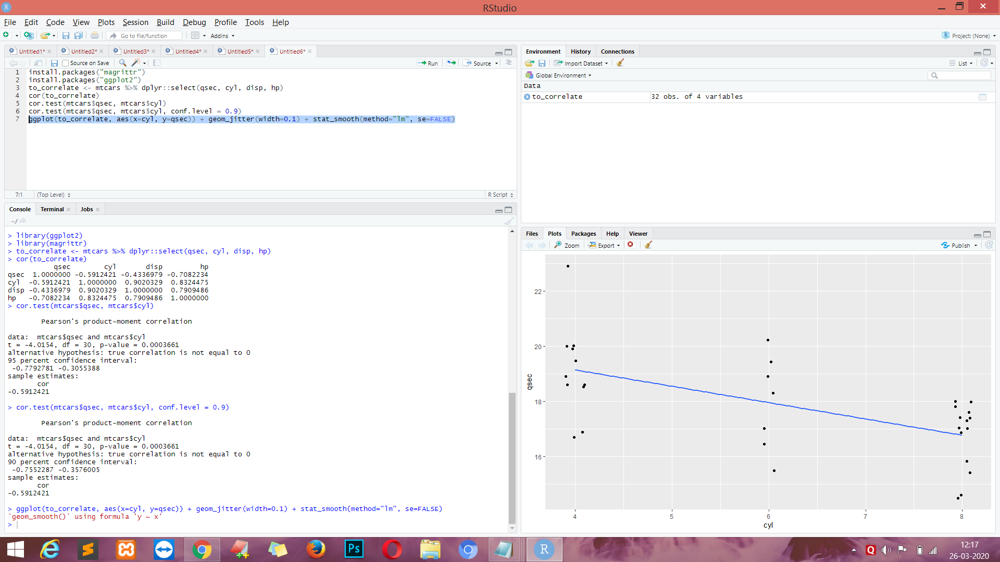 RStudio
File Edit Code View Plots Session Build Debug Profile Tools Help
Go to file/function Addins Project: (None)
Untitled1* Untitled2* Untitled3* Untitled4* Untitled5* Untitled6*
Source on Save Run Source
1 install.packages("magrittr")
2 install.packages("ggplot2")
3 to_correlate <- mtcars %>% dplyr::select(qsec, cyl, disp, hp)
4 cor(to_correlate)
5 cor.test(mtcars$qsec, mtcars$cyl)
6 cor.test(mtcars$qsec, mtcars$cyl, conf.level = 0.9)
7 ggplot(to_correlate, aes(x=cyl, y=qsec)) + geom_jitter(width=0.1) + stat_smooth(method="lm", se=FALSE)
7:1 (Top Level) R Script
Console Terminal Jobs
~/
> library(ggplot2)
> library(magrittr)
> to_correlate <- mtcars %>% dplyr::select(qsec, cyl, disp, hp)
> cor(to_correlate)
qsec cyl disp hp
qsec 1.0000000 -0.5912421 -0.4336979 -0.7082234
cyl -0.5912421 1.0000000 0.9020329 0.8324475
disp -0.4336979 0.9020329 1.0000000 0.7909486
hp -0.7082234 0.8324475 0.7909486 1.0000000
> cor.test(mtcars$qsec, mtcars$cyl)
Pearson's product-moment correlation
data: mtcars$qsec and mtcars$cyl
t = -4.0154, df = 30, p-value = 0.0003661
alternative hypothesis: true correlation is not equal to 0
95 percent confidence interval:
-0.7792781 -0.3055388
sample estimates:
cor
-0.5912421
> cor.test(mtcars$qsec, mtcars$cyl, conf.level = 0.9)
Pearson's product-moment correlation
data: mtcars$qsec and mtcars$cyl
t = -4.0154, df = 30, p-value = 0.0003661
alternative hypothesis: true correlation is not equal to 0
90 percent confidence interval:
-0.7552287 -0.3576005
sample estimates:
cor
-0.5912421
> ggplot(to_correlate, aes(x=cyl, y=qsec)) + geom_jitter(width=0.1) + stat_smooth(method="lm", se=FALSE)
`geom_smooth()` using formula 'y ~ x'
>
Environment History Connections
Import Dataset List
Global Environment
Data
to_correlate 32 obs. of 4 variables
Files Plots Packages Help Viewer
Zoom Export Publish
22
20
18
16
qsec
4 5 6 7 8
cyl
Ps
R
Q
12:17
26-03-2020